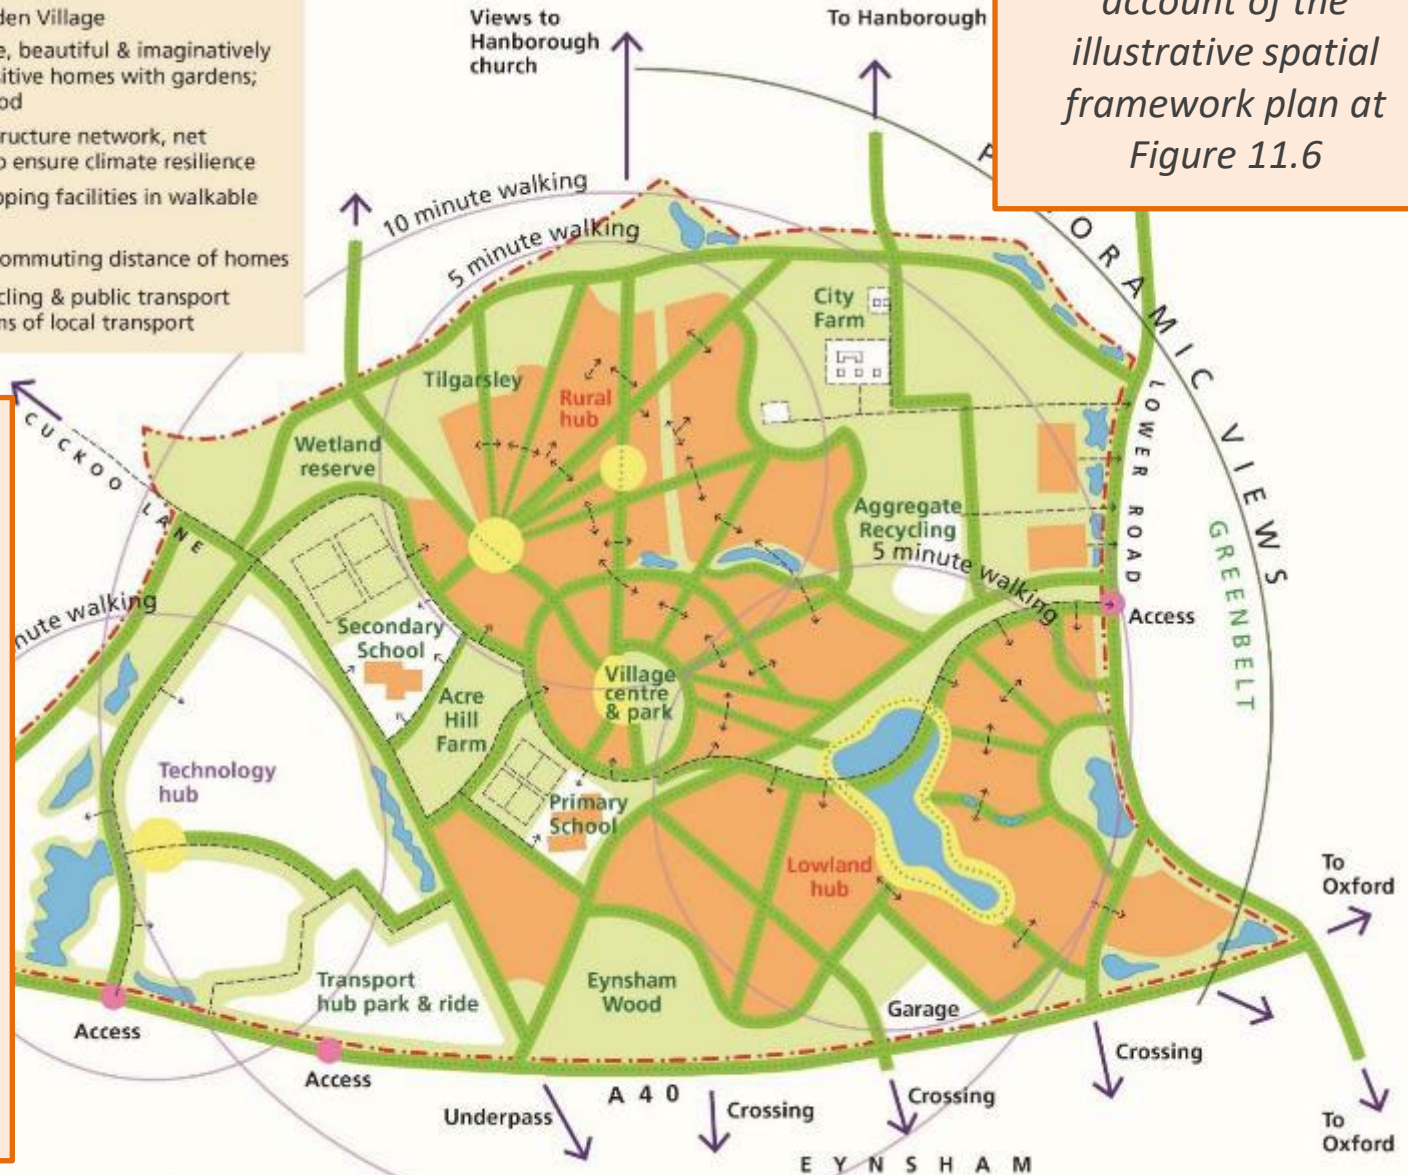 den Village
e, beautiful & imaginatively
sitive homes with gardens;
od
ructure network, net
o ensure climate resilience
pping facilities in walkable
ommuting distance of homes
cling & public transport
ns of local transport
Views to
Hanborough
church
To Hanborough
account of the
illustrative spatial
framework plan at
Figure 11.6
10 minute walking
5 minute walking
P ORAMIC VIEWS
GREENBELT
LOWER ROAD
CUCKOO LANE
City
Farm
Tilgarsley
Rural
hub
Wetland
reserve
Aggregate
Recycling
5 minute walking
Access
nute walking
Secondary
School
Acre
Hill
Farm
Village
centre
& park
Technology
hub
Primary
School
Lowland
hub
To
Oxford
Transport
hub park & ride
Eynsham
Wood
Garage
Access
Access
A40
Underpass
Crossing
Crossing
Crossing
To
Oxford
EYNSHAM